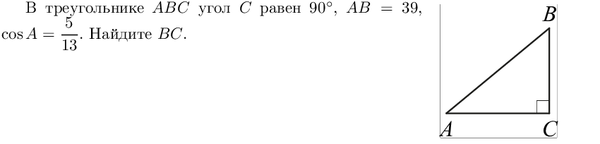 В треугольнике ABC угол C равен 90°, AB = 39,
cos A = 5/13. Найдите BC.
B
A
C